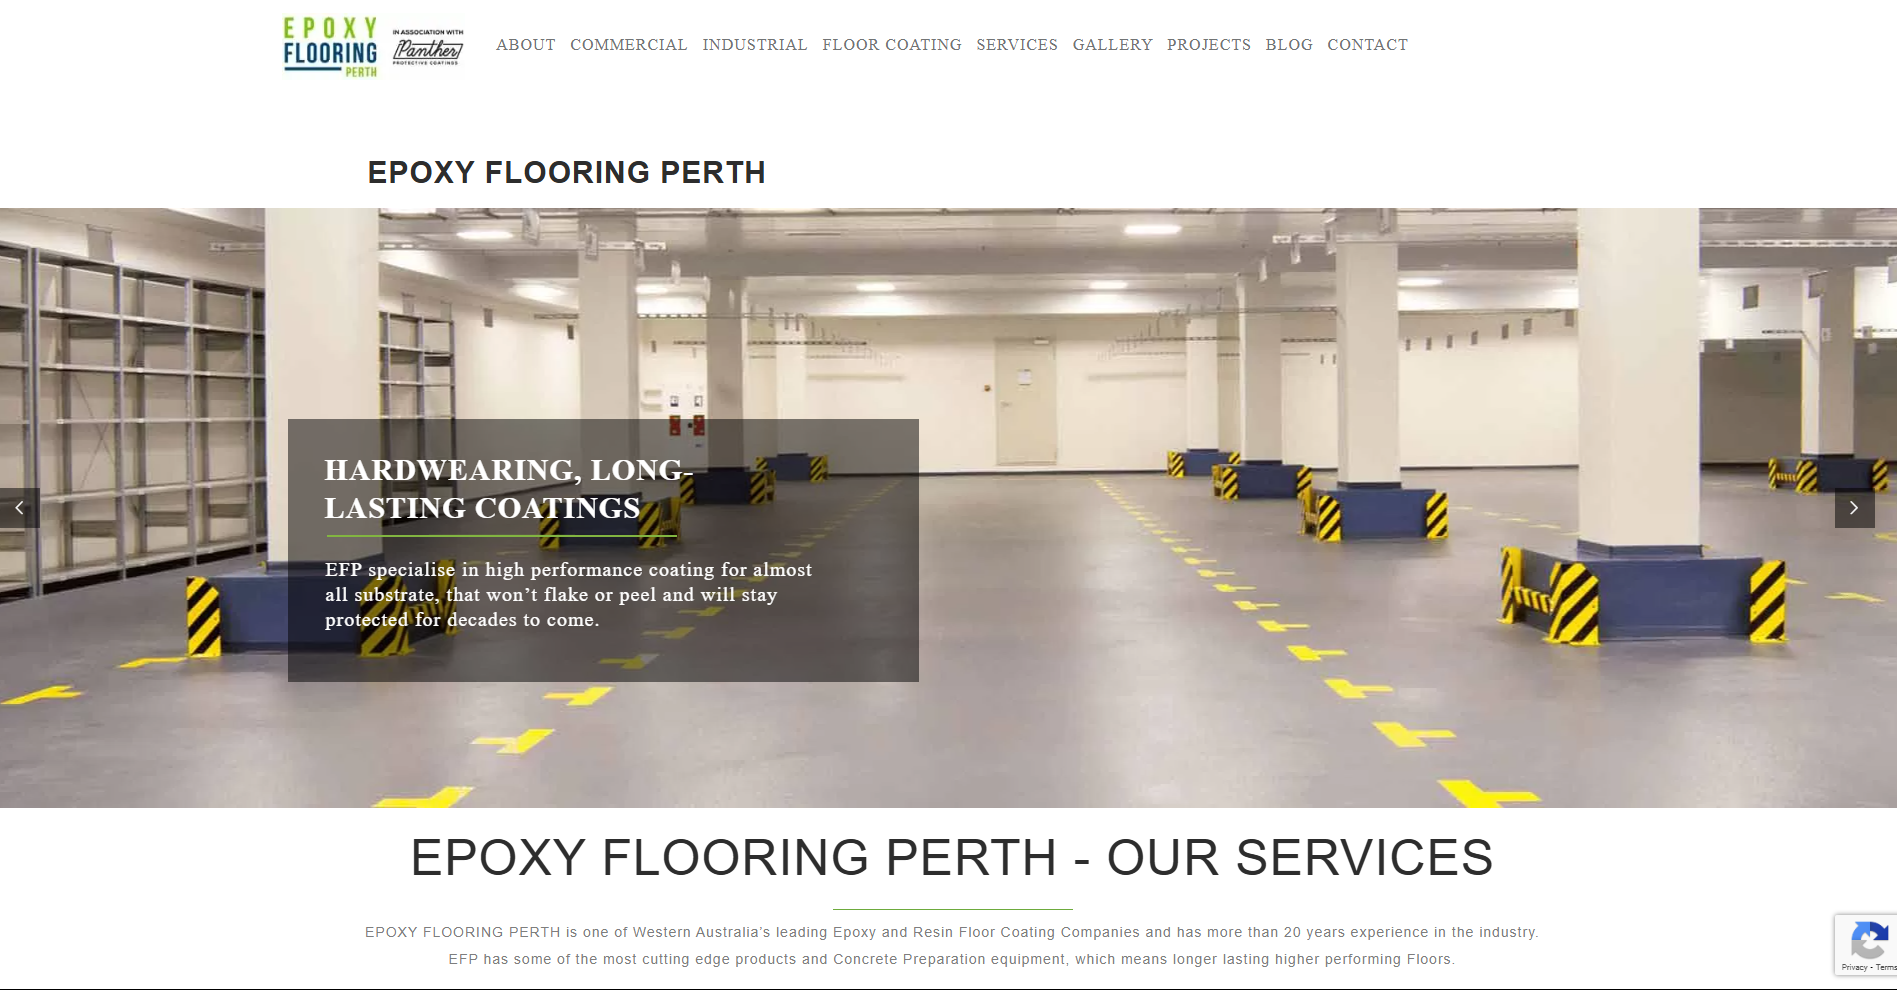 EPOXY
FLOORING
PERTH
IN ASSOCIATION WITH
Panther
PROTECTIVE COATINGS
ABOUT COMMERCIAL INDUSTRIAL FLOOR COATING SERVICES GALLERY PROJECTS BLOG CONTACT
EPOXY FLOORING PERTH
HARDWEARING, LONG-
LASTING COATINGS
EFP specialise in high performance coating for almost
all substrate, that won’t flake or peel and will stay
protected for decades to come.
EPOXY FLOORING PERTH - OUR SERVICES
EPOXY FLOORING PERTH is one of Western Australia’s leading Epoxy and Resin Floor Coating Companies and has more than 20 years experience in the industry.
EFP has some of the most cutting edge products and Concrete Preparation equipment, which means longer lasting higher performing Floors.
Privacy - Terms